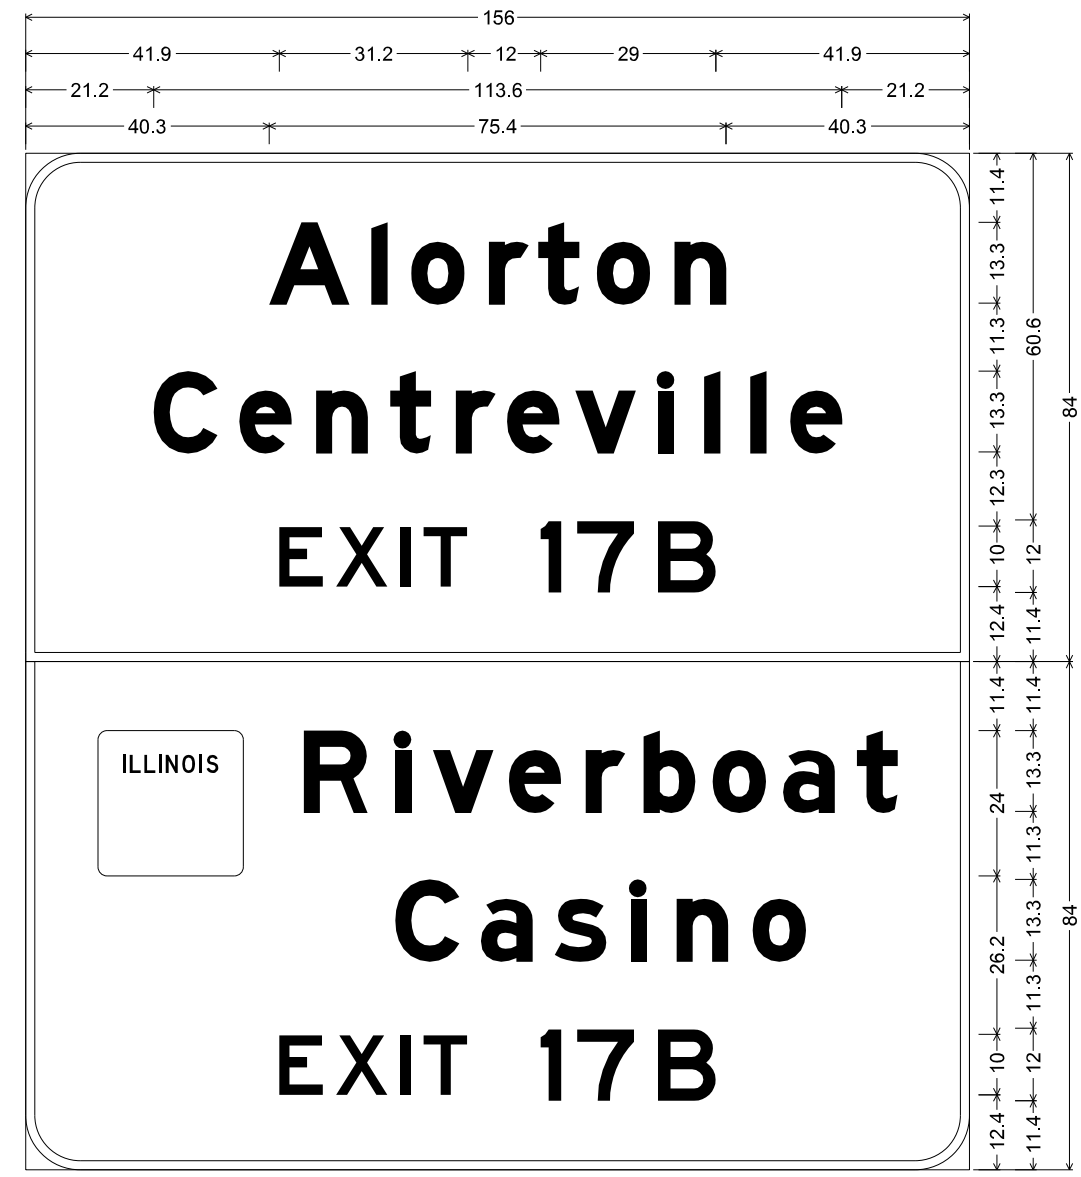 156
41.9 31.2 12 29 41.9
21.2 113.6 21.2
40.3 75.4 40.3
Alorton
Centreville
EXIT 17B
11.4 13.3 11.3 13.3 12.3 10 12.4
60.6 12 11.4
84
ILLINOIS
Riverboat
Casino
EXIT 17B
11.4 24 26.2 10 12.4
11.4 13.3 11.3 13.3 11.3 12 11.4
84